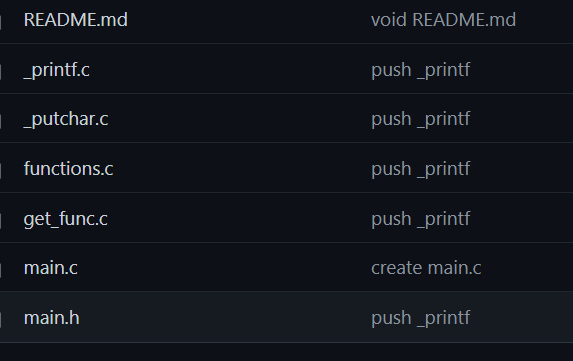 README.md void README.md
_printf.c push _printf
_putchar.c push _printf
functions.c push _printf
get_func.c push _printf
main.c create main.c
main.h push _printf